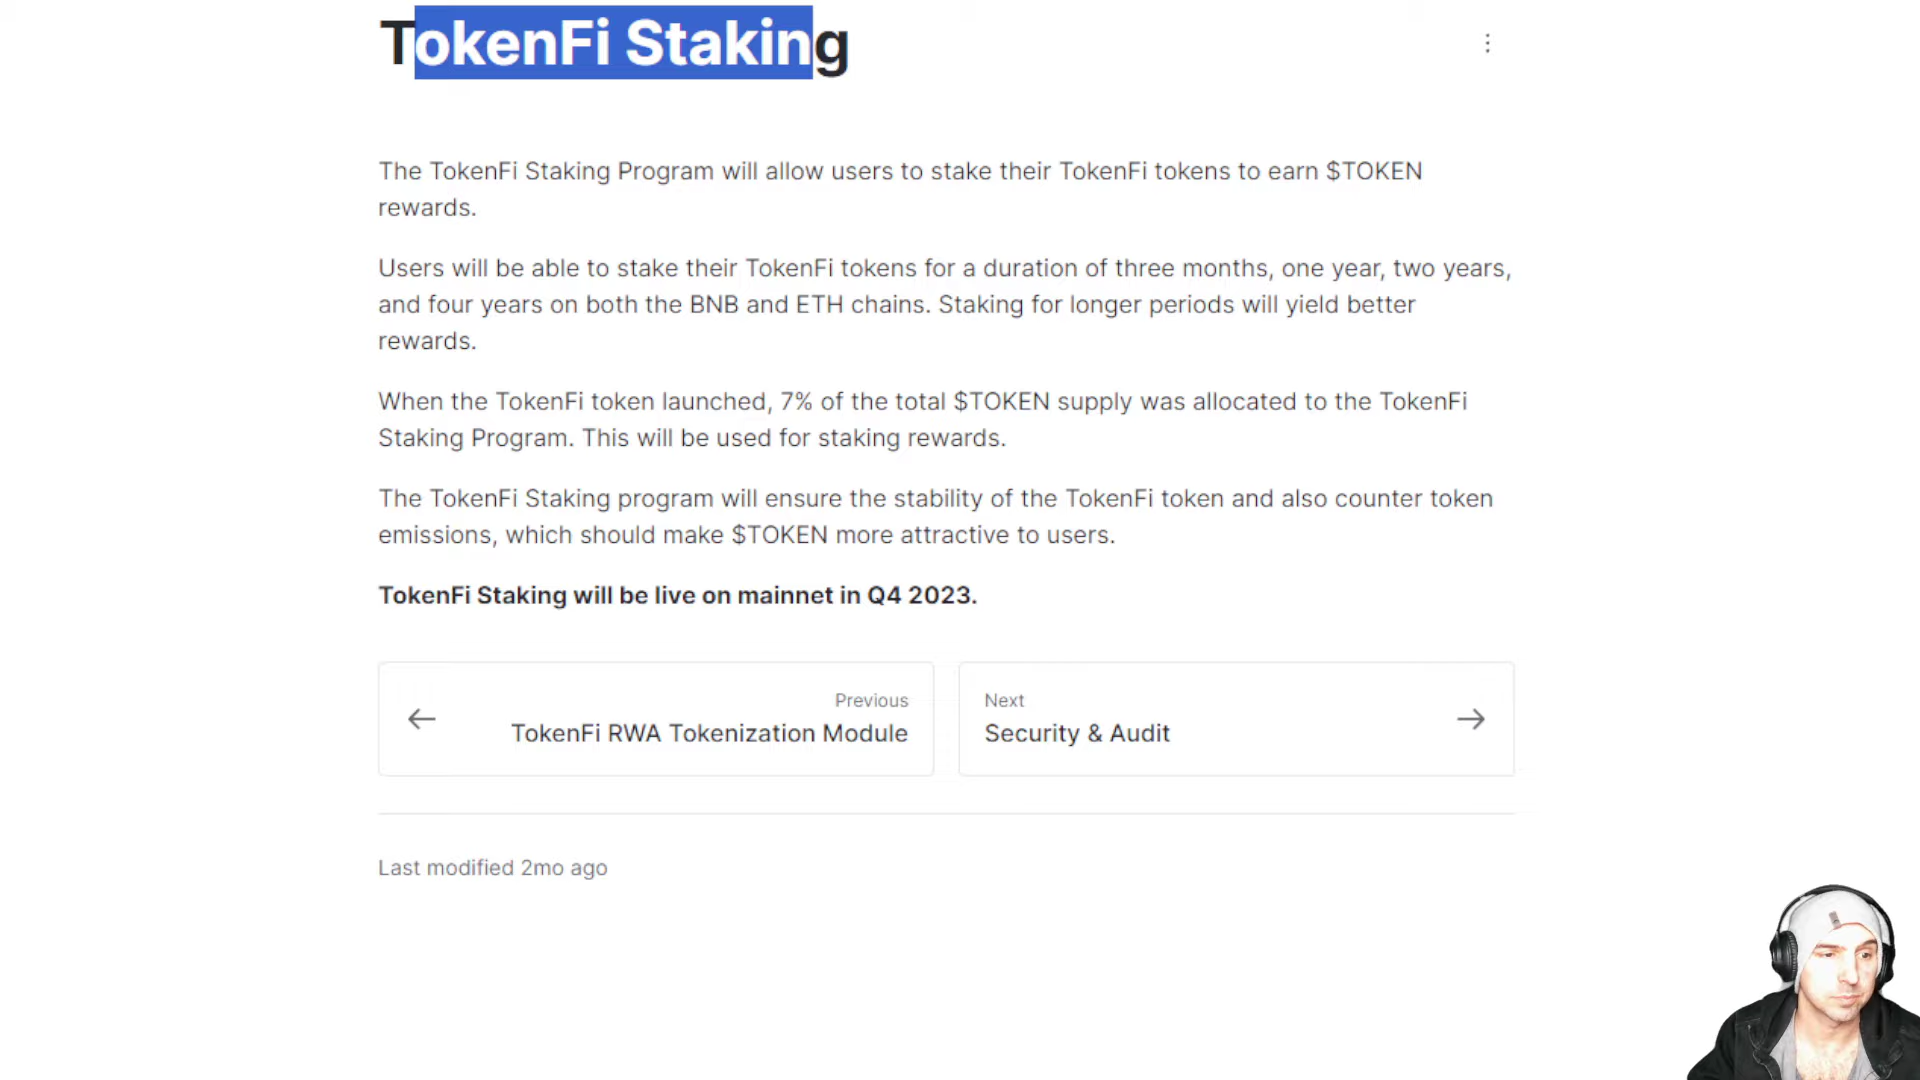 TokenFi Staking
The TokenFi Staking Program will allow users to stake their TokenFi tokens to earn $TOKEN
rewards.
Users will be able to stake their TokenFi tokens for a duration of three months, one year, two years,
and four years on both the BNB and ETH chains. Staking for longer periods will yield better
rewards.
When the TokenFi token launched, 7% of the total $TOKEN supply was allocated to the TokenFi
Staking Program. This will be used for staking rewards.
The TokenFi Staking program will ensure the stability of the TokenFi token and also counter token
emissions, which should make $TOKEN more attractive to users.
TokenFi Staking will be live on mainnet in Q4 2023.
Previous
TokenFi RWA Tokenization Module
Next
Security & Audit
Last modified 2mo ago